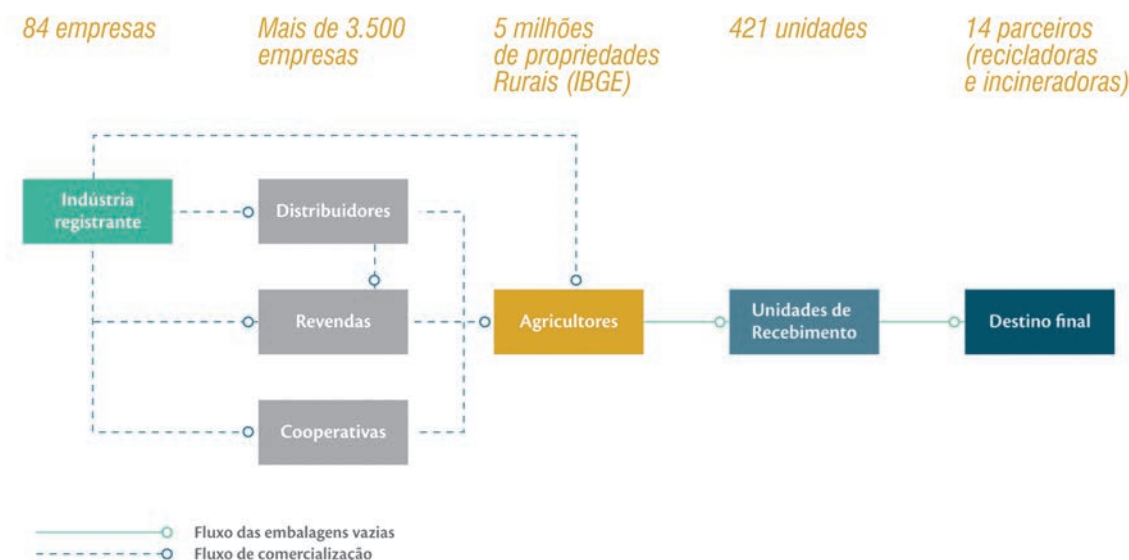 84 empresas
Mais de 3.500
empresas
5 milhões
de propriedades
Rurais (IBGE)
421 unidades
14 parceiros
(recicladoras
e incineradoras)
Indústria
registrante
Distribuidores
Revendas
Cooperativas
Agricultores
Unidades de
Recebimento
Destino final
Fluxo das embalagens vazias
Fluxo de comercialização